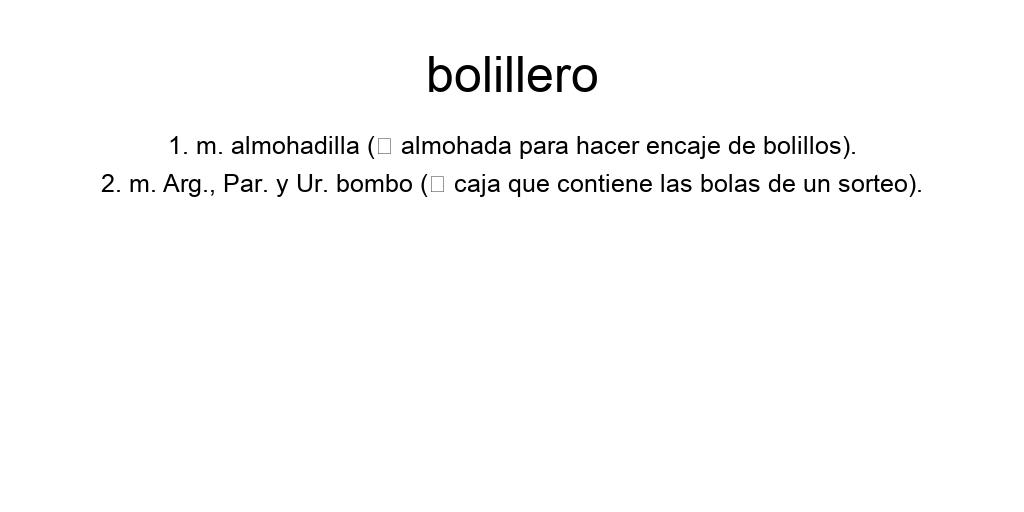 bolillero
1. m. almohadilla (□ almohada para hacer encaje de bolillos).
2. m. Arg., Par. y Ur. bombo (□ caja que contiene las bolas de un sorteo).